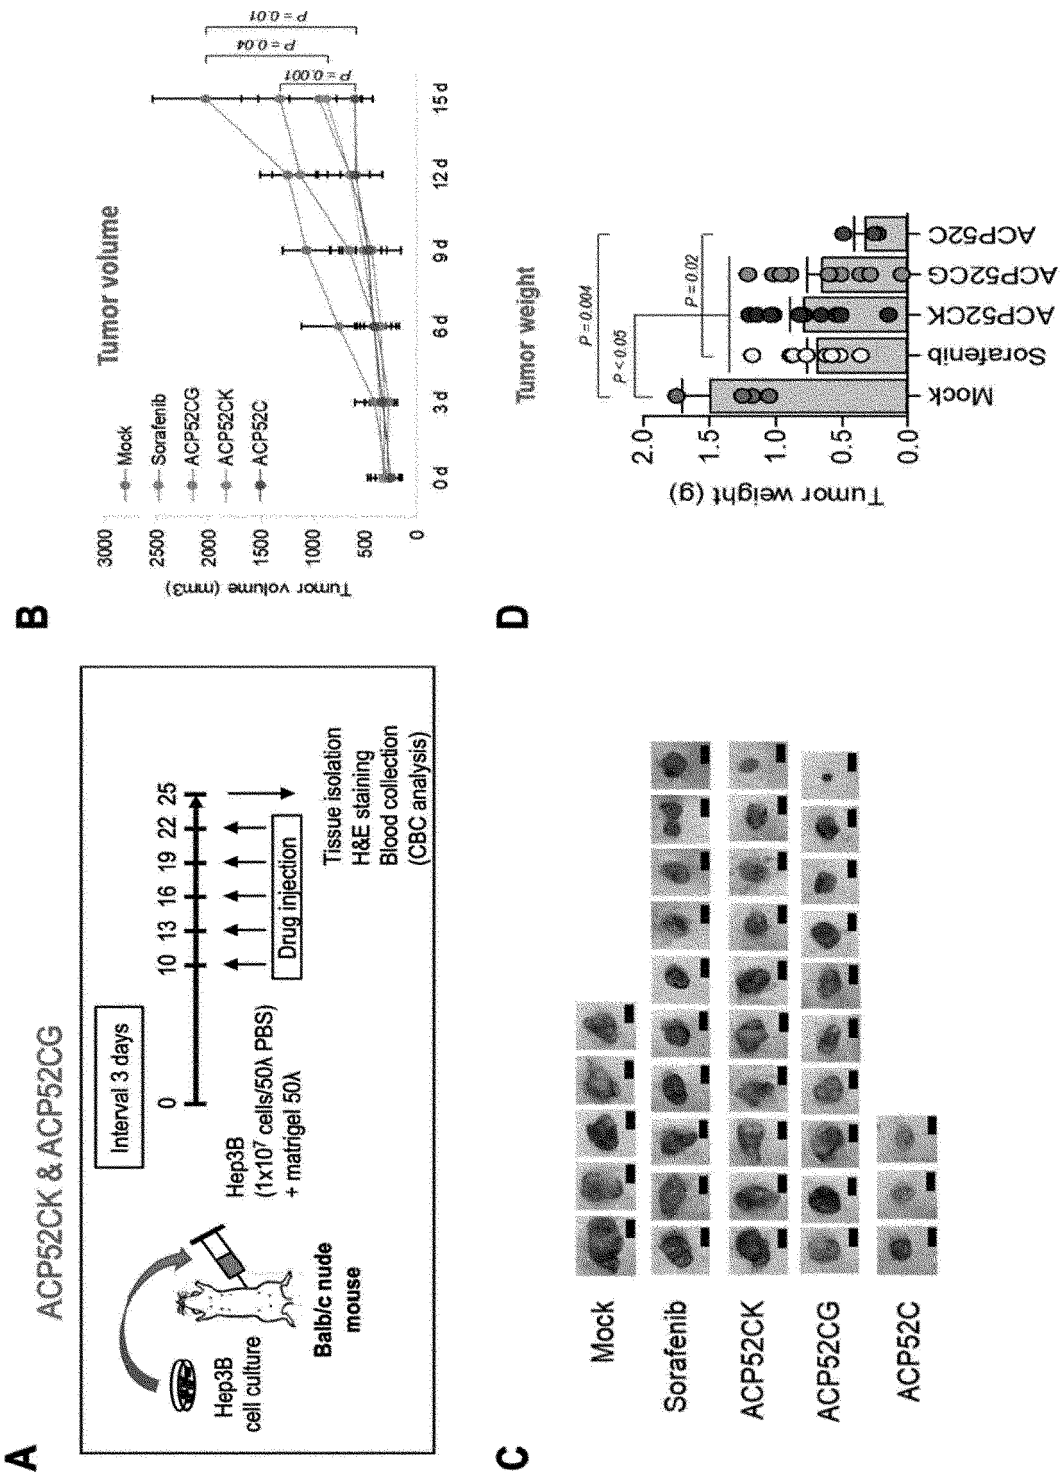 ACP52CK & ACP52CG
A
Interval 3 days
0 10 13 16 19 22 25
Drug injection
Hep3B
cell culture
Balb/c nude
mouse
Hep3B
(1x10⁷ cells/50λ PBS)
+ matrigel 50λ
Tissue isolation
H&E staining
Blood collection
(CBC analysis)
B
Tumor volume
Mock
Sorafenib
ACP52CG
ACP52CK
ACP52C
Tumor volume (mm3)
3000
2500
2000
1500
1000
500
0
0 d 3 d 6 d 9 d 12 d 15 d
P = 0.001
P = 0.04
P = 0.01
C
Mock
Sorafenib
ACP52CK
ACP52CG
ACP52C
D
Tumor weight
P = 0.004
P < 0.05
P = 0.02
Tumor weight (g)
2.0
1.5
1.0
0.5
0.0
Mock
Sorafenib
ACP52CK
ACP52CG
ACP52C